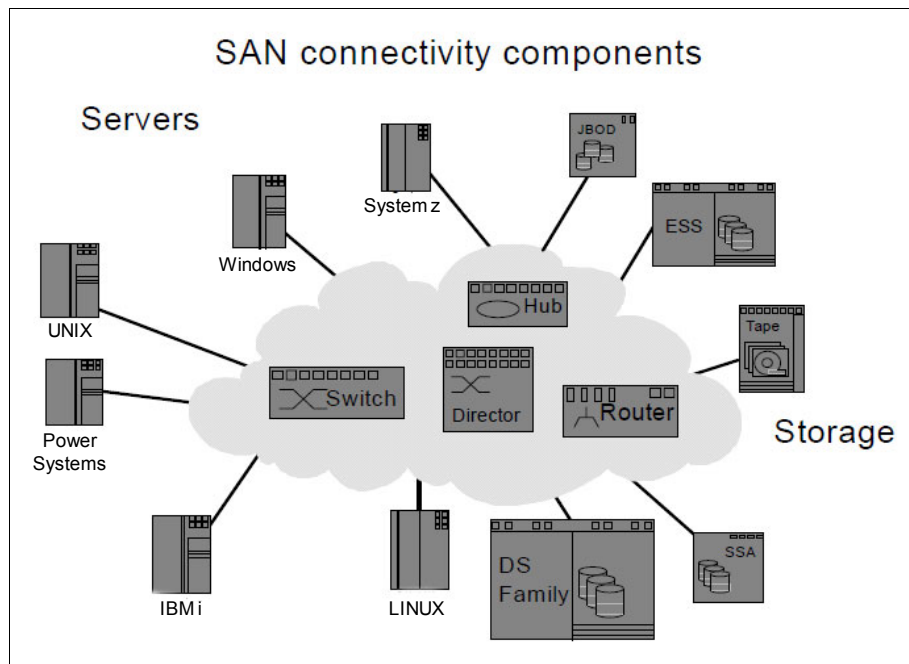 SAN connectivity components
Servers
JBOD
System z
ESS
Windows
Hub
UNIX
Tape
Switch
Director
Router
Power
Systems
Storage
IBM i
LINUX
DS
Family
SSA